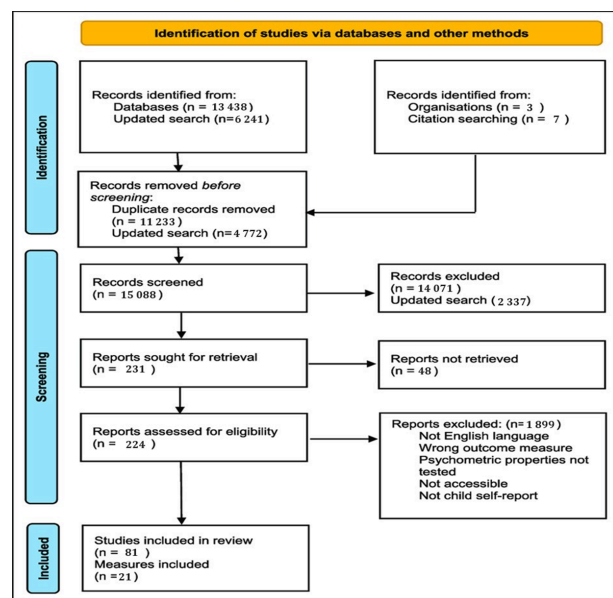 Identification of studies via databases and other methods
Identification
Records identified from:
Databases (n = 13 438)
Updated search (n=6 241)
Records identified from:
Organisations (n = 3 )
Citation searching (n = 7 )
Records removed before
screening:
Duplicate records removed
(n = 11 233)
Updated search (n=4 772)
Screening
Records screened
(n = 15 088)
Records excluded
(n = 14 071)
Updated search (2 337)
Reports sought for retrieval
(n = 231)
Reports not retrieved
(n = 48)
Reports assessed for eligibility
(n = 224)
Reports excluded: (n=1 899)
Not English language
Wrong outcome measure
Psychometric properties not
tested
Not accessible
Not child self-report
Included
Studies included in review
(n = 81 )
Measures included
(n =21 )